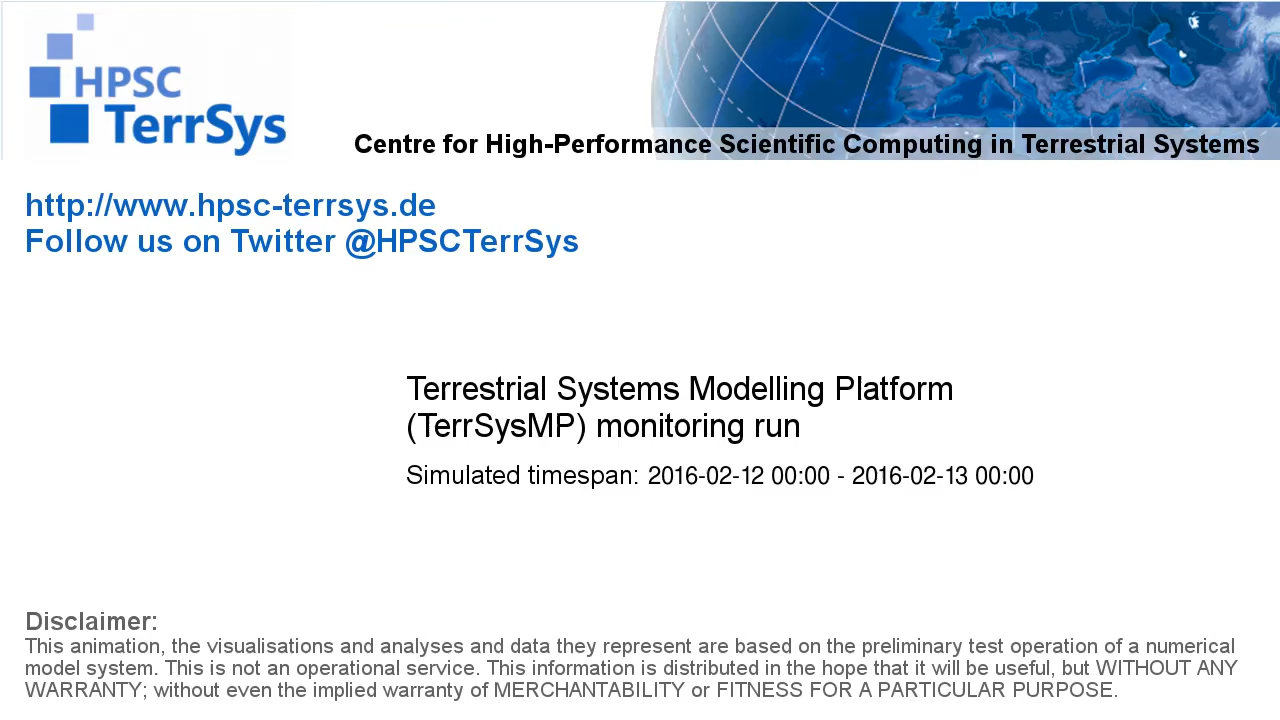 HPSC
TerrSys
Centre for High-Performance Scientific Computing in Terrestrial Systems
http://www.hpsc-terrsys.de
Follow us on Twitter @HPSCTerrSys
Terrestrial Systems Modelling Platform
(TerrSysMP) monitoring run
Simulated timespan: 2016-02-12 00:00 - 2016-02-13 00:00
Disclaimer:
This animation, the visualisations and analyses and data they represent are based on the preliminary test operation of a numerical
model system. This is not an operational service. This information is distributed in the hope that it will be useful, but WITHOUT ANY
WARRANTY; without even the implied warranty of MERCHANTABILITY or FITNESS FOR A PARTICULAR PURPOSE.